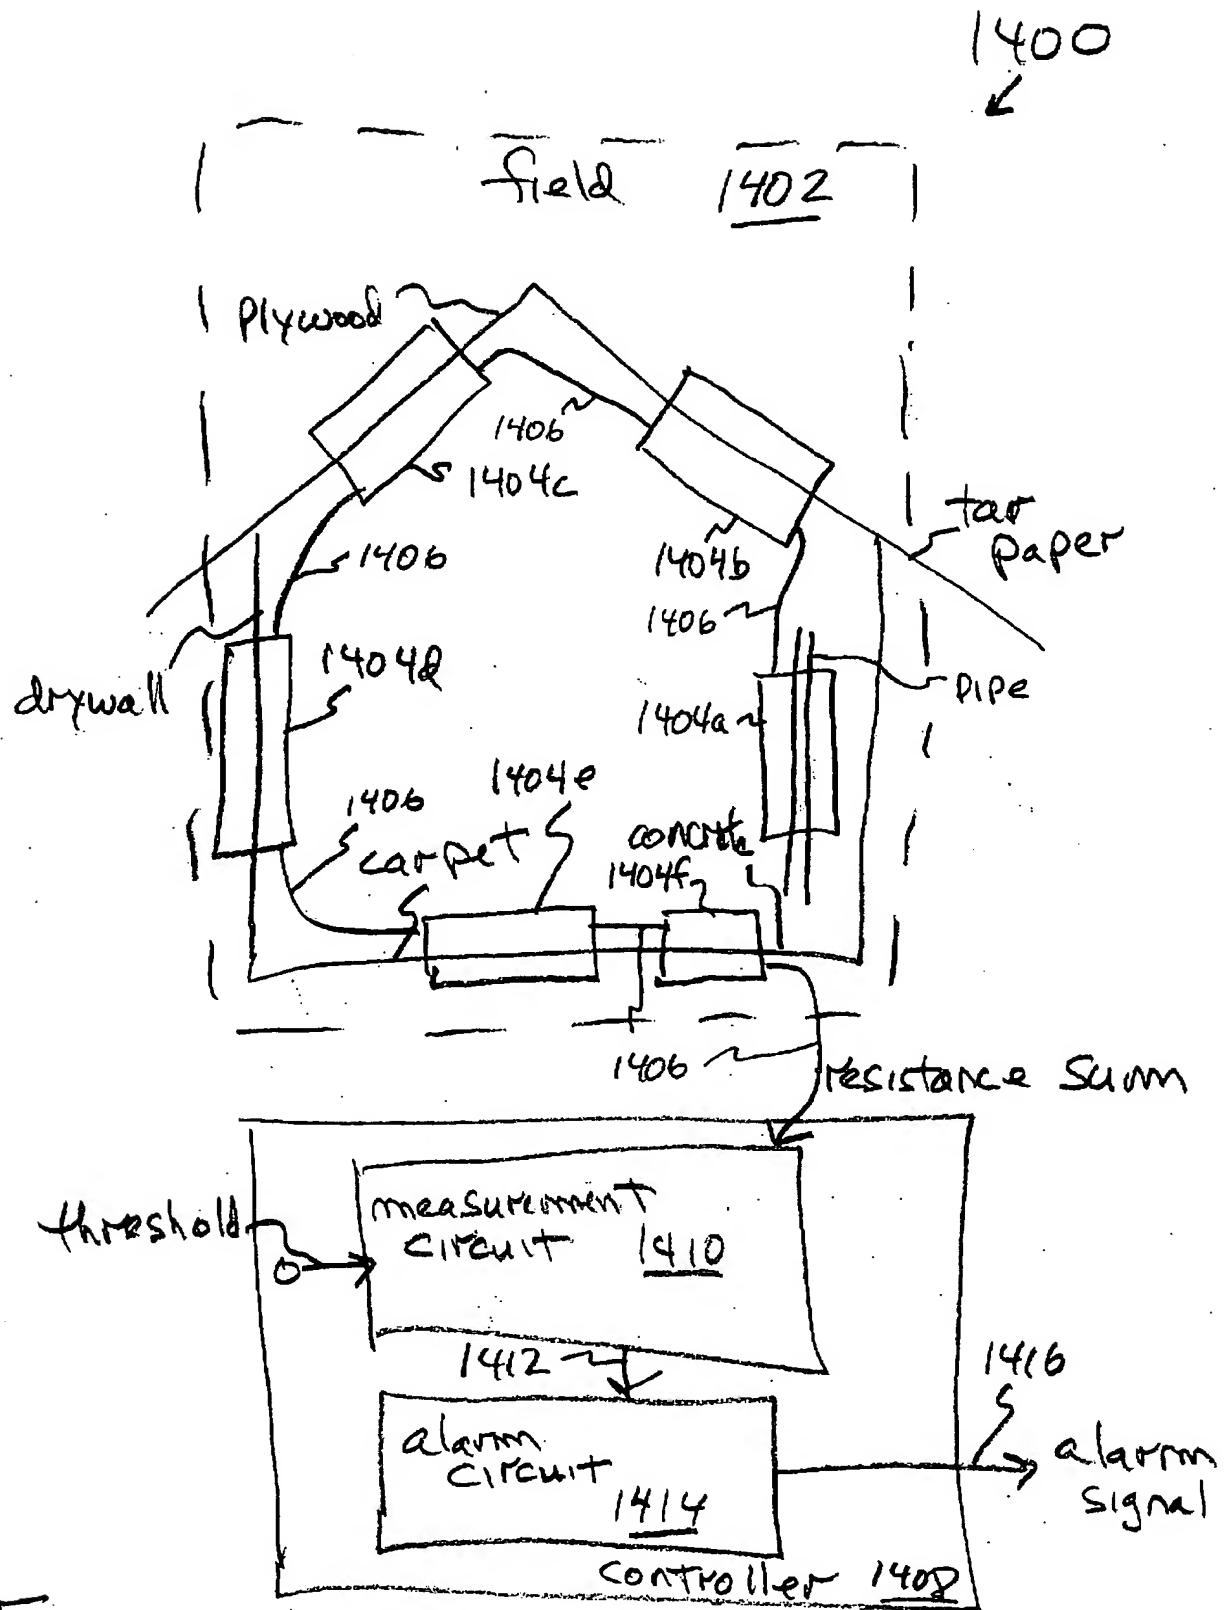 1400
field 1402
plywood
1406
1404c
tar
paper
1406
1404b
1406
drywall
1404d
pipe
1404a
1404e
1406
carpet
concrete
1404f
1406
resistance sum
threshold
measurement
circuit 1410
1412
1416
alarm
circuit
1414
alarm
signal
controller 1408